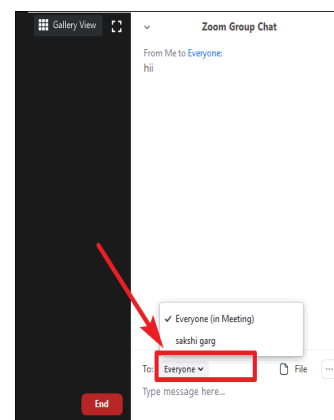 Gallery View
Zoom Group Chat
From Me to Everyone:
hii
✓ Everyone (in Meeting)
sakshi garg
To: Everyone
File
...
Type message here...
End